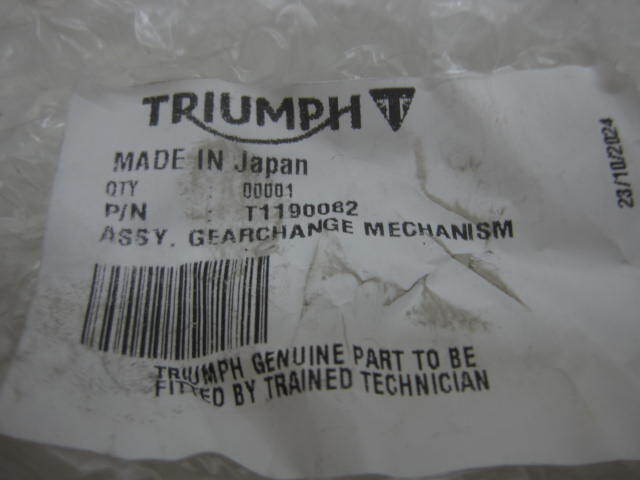 TRIUMPH T
MADE IN Japan
QTY : 00001
P/N : T1190082
ASSY, GEARCHANGE MECHANISM
TRIUMPH GENUINE PART TO BE
FITTED BY TRAINED TECHNICIAN
23/10/2024